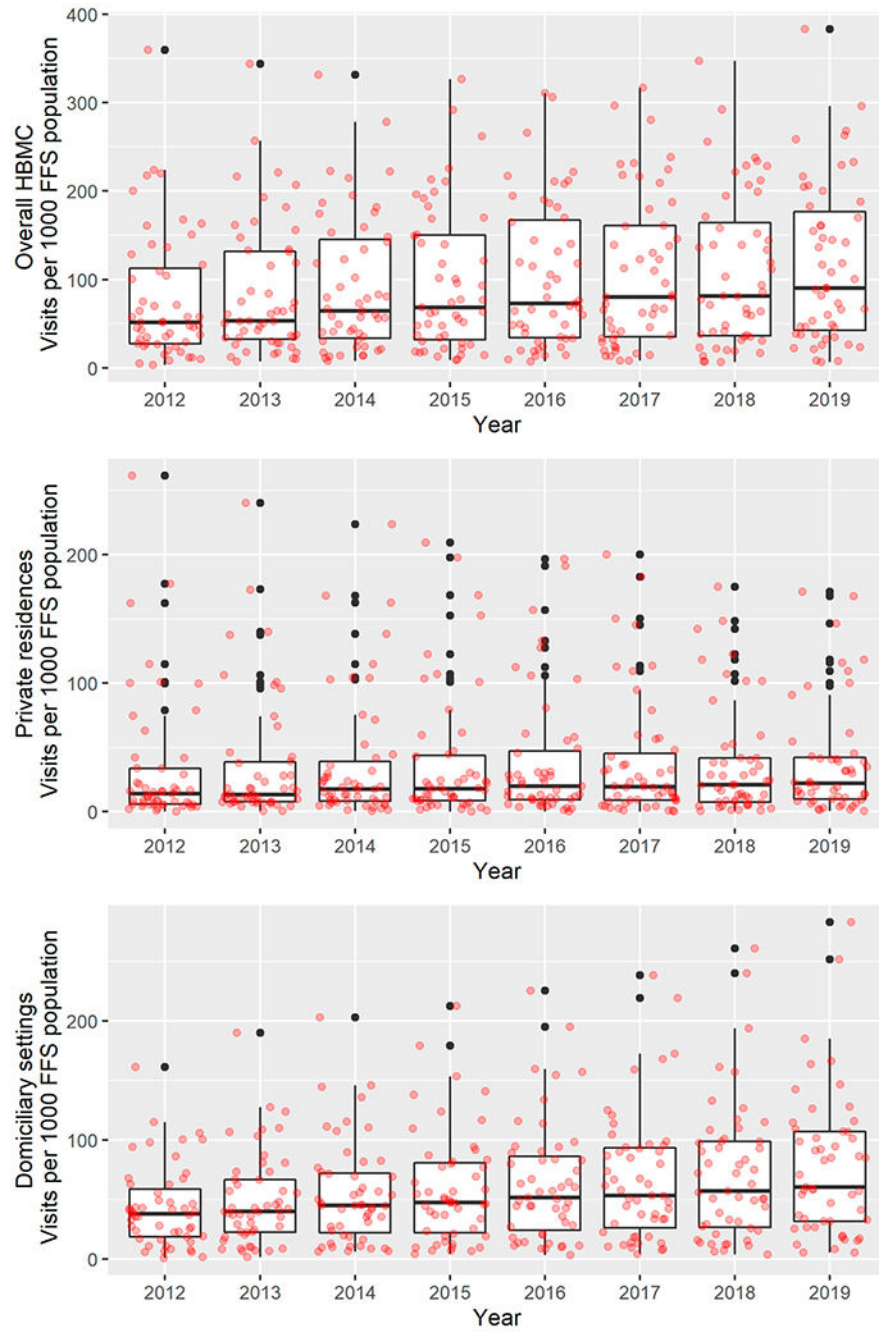 Overall HBMC
Visits per 1000 FFS population
400
300
200
100
0
2012 2013 2014 2015 2016 2017 2018 2019
Year
Private residences
Visits per 1000 FFS population
200
100
0
2012 2013 2014 2015 2016 2017 2018 2019
Year
Domiciliary settings
Visits per 1000 FFS population
200
100
0
2012 2013 2014 2015 2016 2017 2018 2019
Year